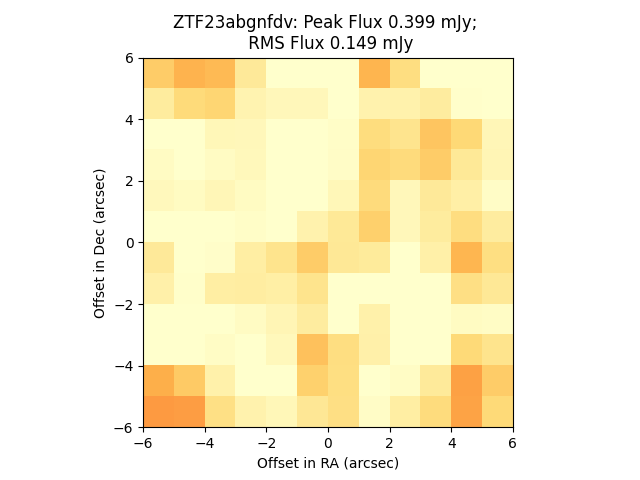 ZTF23abgnfdv: Peak Flux 0.399 mJy;
RMS Flux 0.149 mJy
6
4
2
0
−2
−4
−6
Offset in Dec (arcsec)
−6 −4 −2 0 2 4 6
Offset in RA (arcsec)